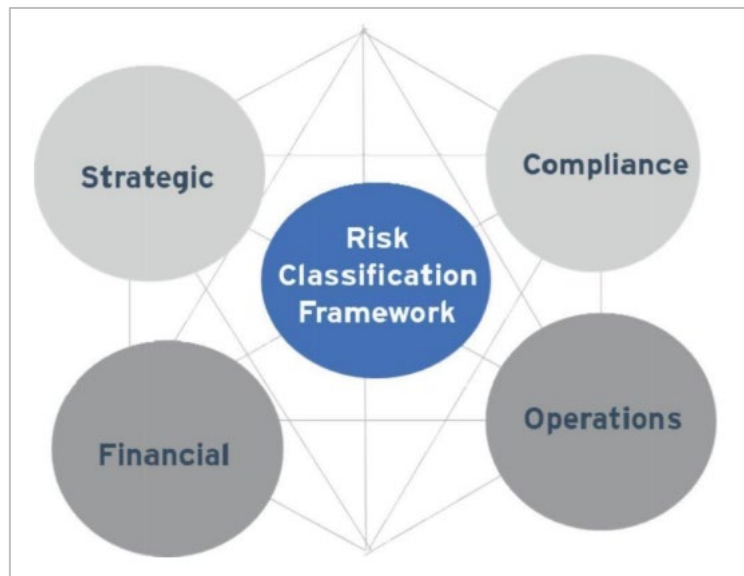 Strategic
Compliance
Risk
Classification
Framework
Financial
Operations